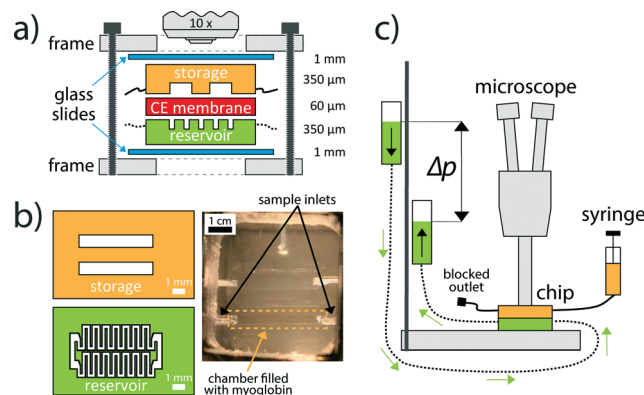 a)
10 x
frame
1 mm
storage
350 µm
glass
slides
CE membrane
60 µm
reservoir
350 µm
1 mm
frame
b)
storage
1 mm
reservoir
1 mm
sample inlets
1 cm
chamber filled
with myoglobin
c)
microscope
Δp
syringe
blocked
outlet
chip